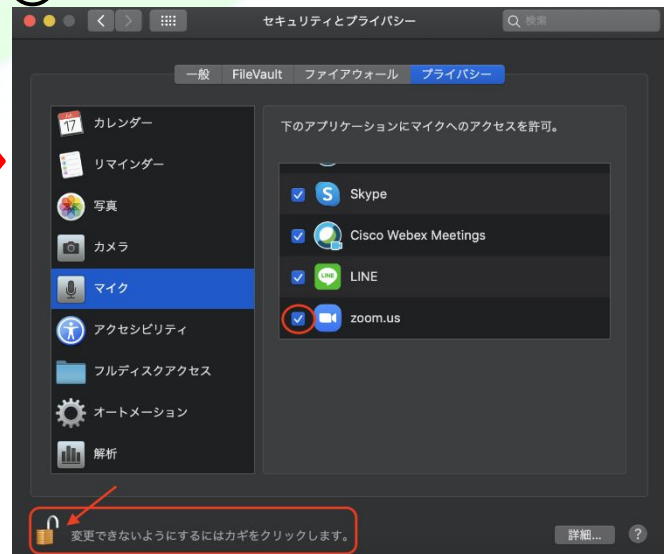 セキュリティとプライバシー
検索
一般
FileVault
ファイアウォール
プライバシー
17
カレンダー
リマインダー
写真
カメラ
マイク
アクセシビリティ
フルディスクアクセス
オートメーション
解析
下のアプリケーションにマイクへのアクセスを許可。
Skype
Cisco Webex Meetings
LINE
LINE
zoom.us
変更できないようにするにはカギをクリックします。
詳細...
?